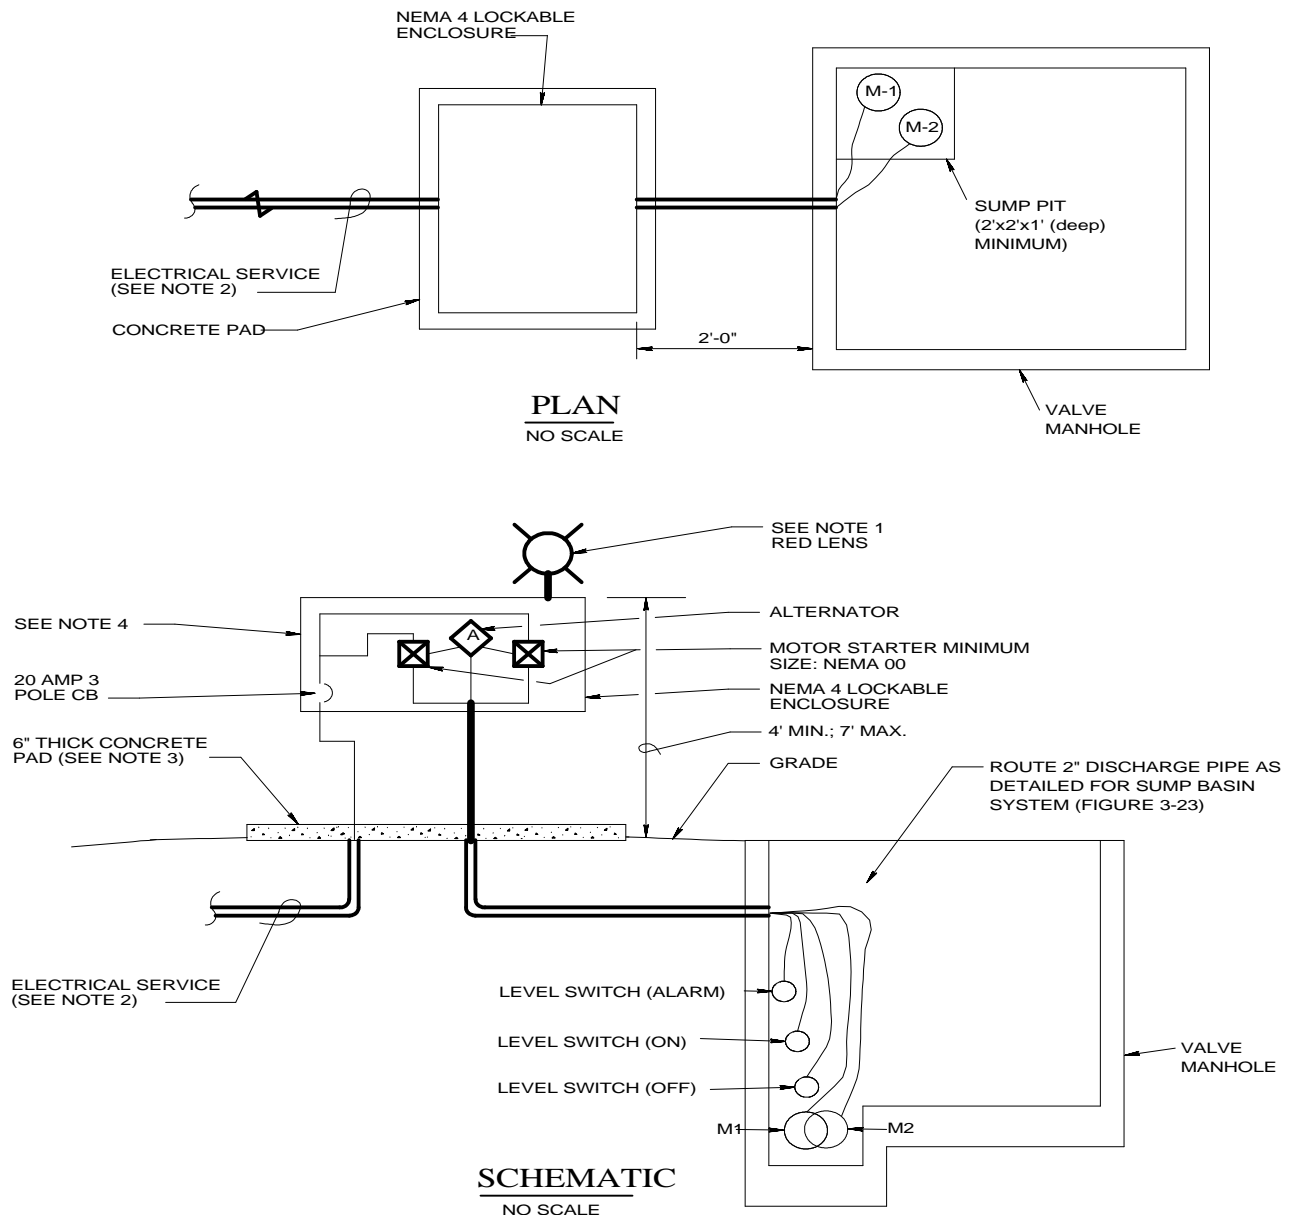 NEMA 4 LOCKABLE
ENCLOSURE
M-1
M-2
SUMP PIT
(2'x2'x1' (deep)
MINIMUM)
ELECTRICAL SERVICE
(SEE NOTE 2)
CONCRETE PAD
2'-0"
VALVE
MANHOLE
PLAN
NO SCALE
SEE NOTE 1
RED LENS
SEE NOTE 4
ALTERNATOR
A
MOTOR STARTER MINIMUM
SIZE: NEMA 00
20 AMP 3
POLE CB
NEMA 4 LOCKABLE
ENCLOSURE
6" THICK CONCRETE
PAD (SEE NOTE 3)
4' MIN.; 7' MAX.
GRADE
ROUTE 2" DISCHARGE PIPE AS
DETAILED FOR SUMP BASIN
SYSTEM (FIGURE 3-23)
ELECTRICAL SERVICE
(SEE NOTE 2)
LEVEL SWITCH (ALARM)
LEVEL SWITCH (ON)
LEVEL SWITCH (OFF)
VALVE
MANHOLE
M1
M2
SCHEMATIC
NO SCALE